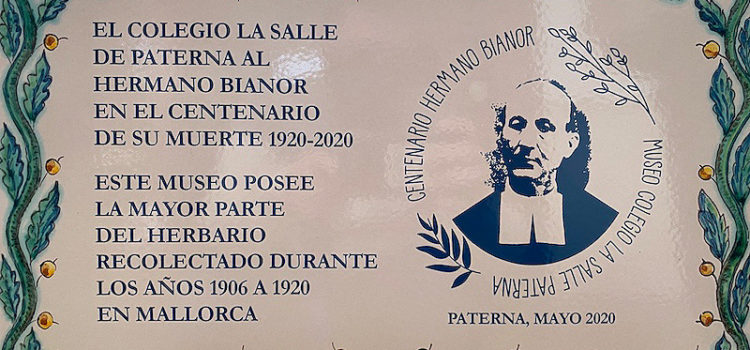 EL COLEGIO LA SALLE
DE PATERNA AL
HERMANO BIANOR
EN EL CENTENARIO
DE SU MUERTE 1920-2020
ESTE MUSEO POSEE
LA MAYOR PARTE
DEL HERBARIO
RECOLECTADO DURANTE
LOS AÑOS 1906 A 1920
EN MALLORCA
CENTENARIO HERMANO BIANOR
MUSEO COLEGIO LA SALLE PATERNA
PATERNA, MAYO 2020